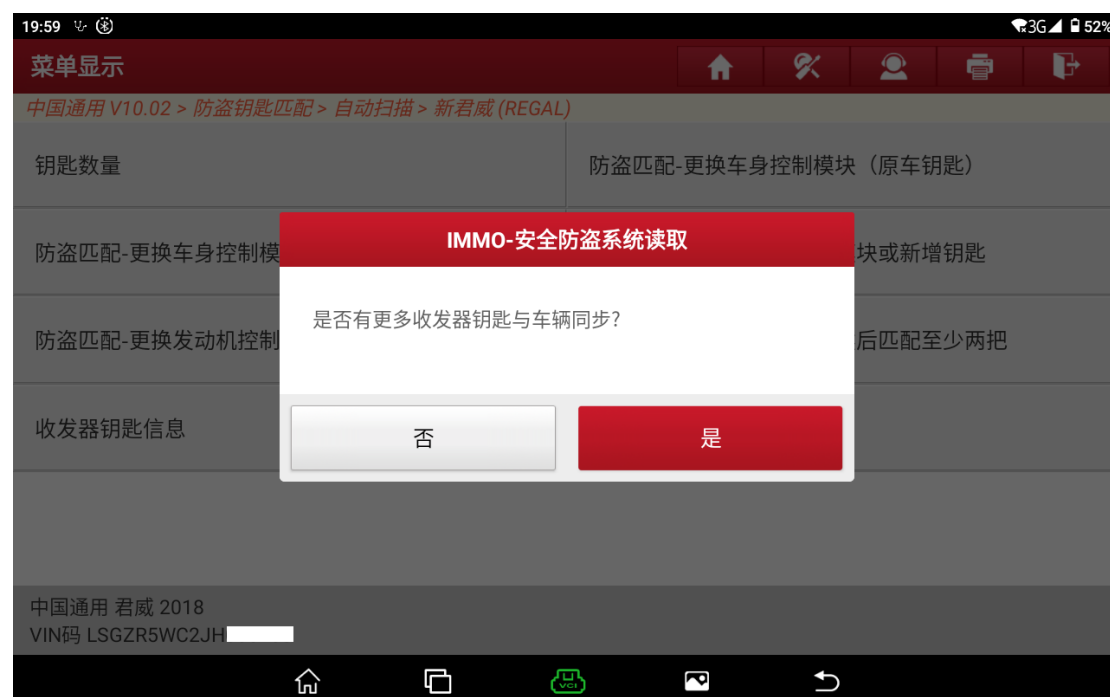 19:59 3G 52%
菜单显示
中国通用 V10.02 > 防盗钥匙匹配 > 自动扫描 > 新君威 (REGAL)
钥匙数量 防盗匹配-更换车身控制模块（原车钥匙）
防盗匹配-更换车身控制模 块或新增钥匙
IMMO-安全防盗系统读取
是否有更多收发器钥匙与车辆同步?
防盗匹配-更换发动机控制 后匹配至少两把
收发器钥匙信息
否 是
中国通用 君威 2018
VIN码 LSGZR5WC2JH
VCI